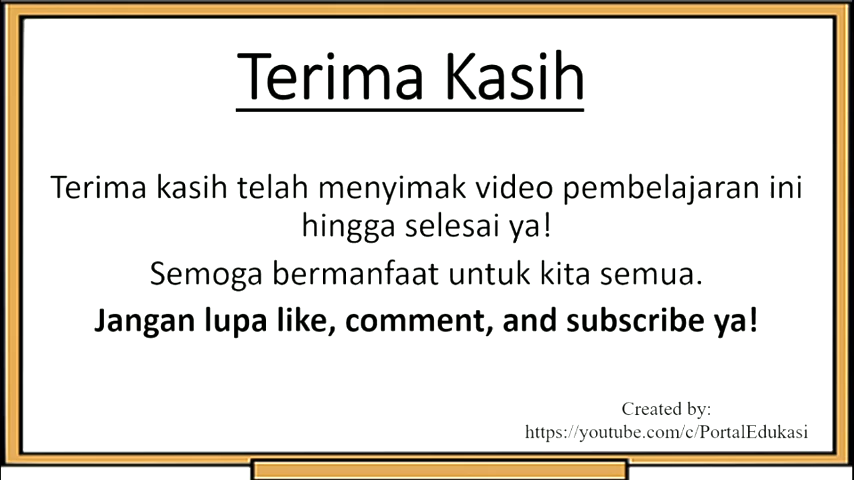 Terima Kasih
Terima kasih telah menyimak video pembelajaran ini
hingga selesai ya!
Semoga bermanfaat untuk kita semua.
Jangan lupa like, comment, and subscribe ya!
Created by:
https://youtube.com/c/PortalEdukasi